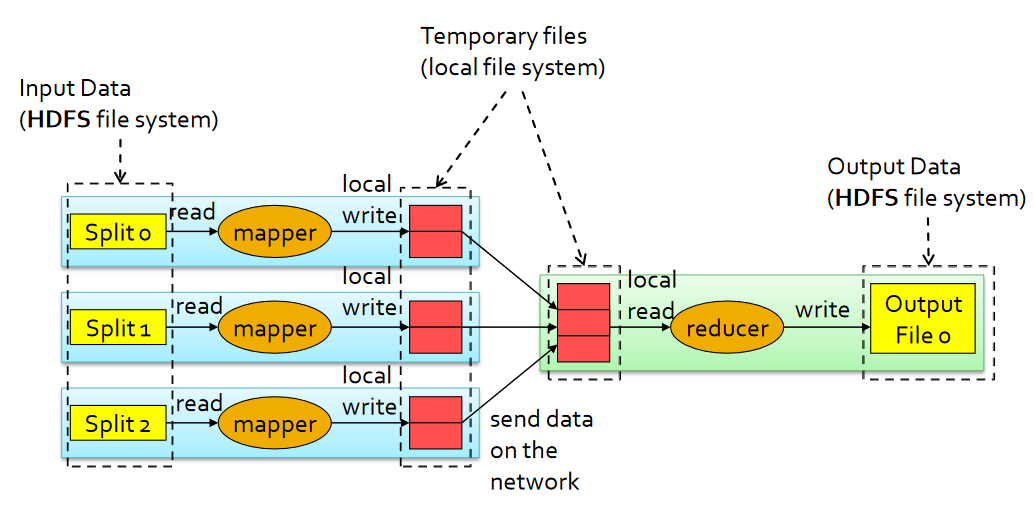 Temporary files
(local file system)
Input Data
(HDFS file system)
Output Data
(HDFS file system)
Split 0
read
mapper
local
write
Split 1
read
mapper
local
write
Split 2
read
mapper
local
write
send data
on the
network
local
read
reducer
write
Output
File 0